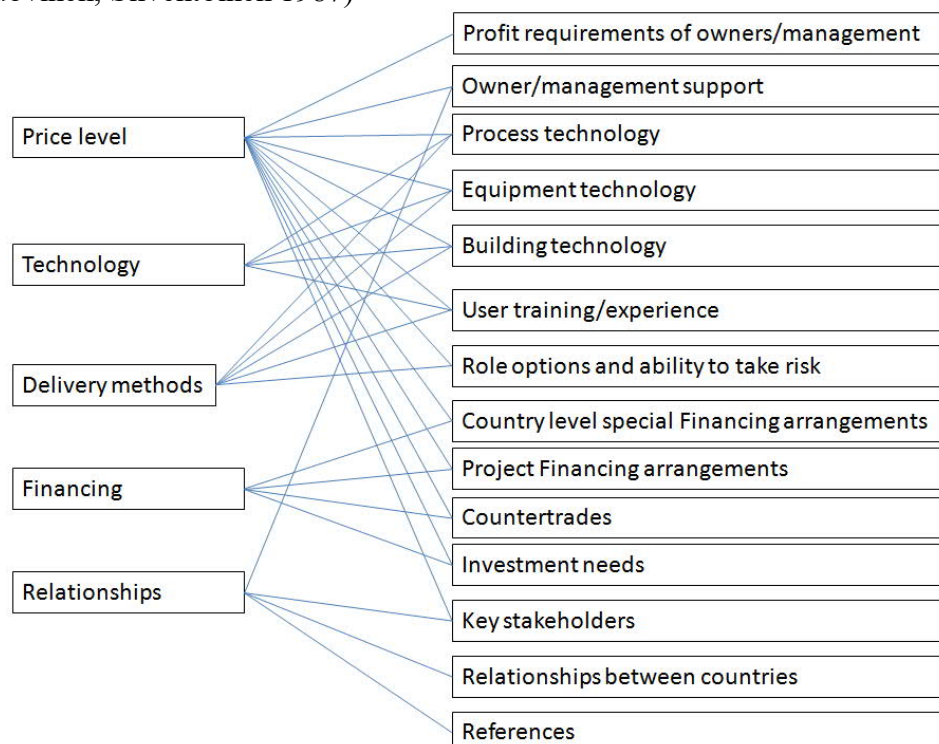 1987)
Profit requirements of owners/management
Owner/management support
Price level
Process technology
Equipment technology
Technology
Building technology
User training/experience
Delivery methods
Role options and ability to take risk
Country level special Financing arrangements
Financing
Project Financing arrangements
Countertrades
Relationships
Investment needs
Key stakeholders
Relationships between countries
References